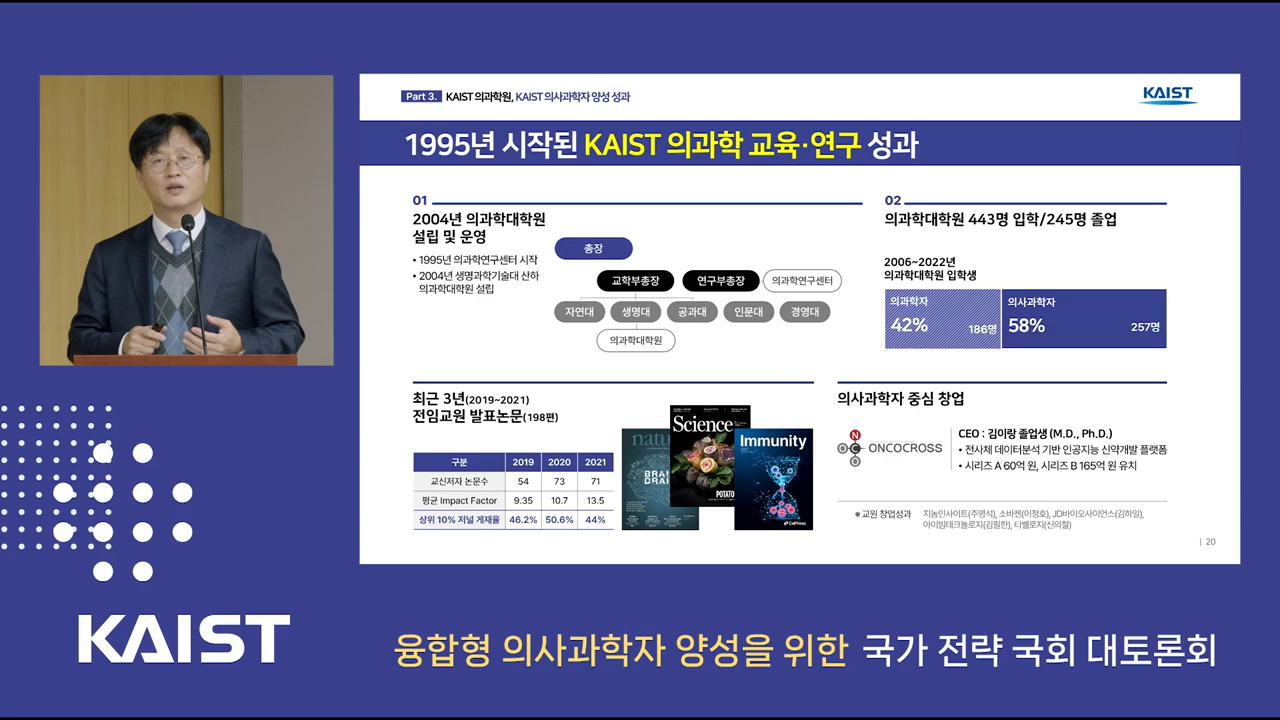 Part 3. KAIST 의과학원, KAIST 의사과학자 양성 성과
KAIST
1995년 시작된 KAIST 의과학 교육·연구 성과
01
2004년 의과학대학원
설립 및 운영
• 1995년 의과학연구센터 시작
• 2004년 생명과학기술대 산하
의과학대학원 설립
총장
교학부총장 연구부총장 의과학연구센터
자연대 생명대 공과대 인문대 경영대
의과학대학원
02
의과학대학원 443명 입학/245명 졸업
2006~2022년
의과학대학원 입학생
의과학자
42% 186명
의사과학자
58% 257명
최근 3년(2019~2021)
전임교원 발표논문(198편)
구분 2019 2020 2021
교신저자 논문수 54 73 71
평균 Impact Factor 9.35 10.7 13.5
상위 10% 저널 게재율 46.2% 50.6% 44%
natu
BRAI
DRAI
Science
POTATO
Immunity
CellPress
의사과학자 중심 창업
N
O C O
O
ONCOCROSS
CEO : 김이랑 졸업생 (M.D., Ph.D.)
• 전사체 데이터분석 기반 인공지능 신약개발 플랫폼
• 시리즈 A 60억 원, 시리즈 B 165억 원 유치
※ 교원 창업성과 지놈인사이트(주영석), 소바젠(이정호), JD바이오사이언스(김하일),
아이빔테크놀로지(김필한), 티쎌로지(신의철)
| 20
KAIST
융합형 의사과학자 양성을 위한 국가 전략 국회 대토론회